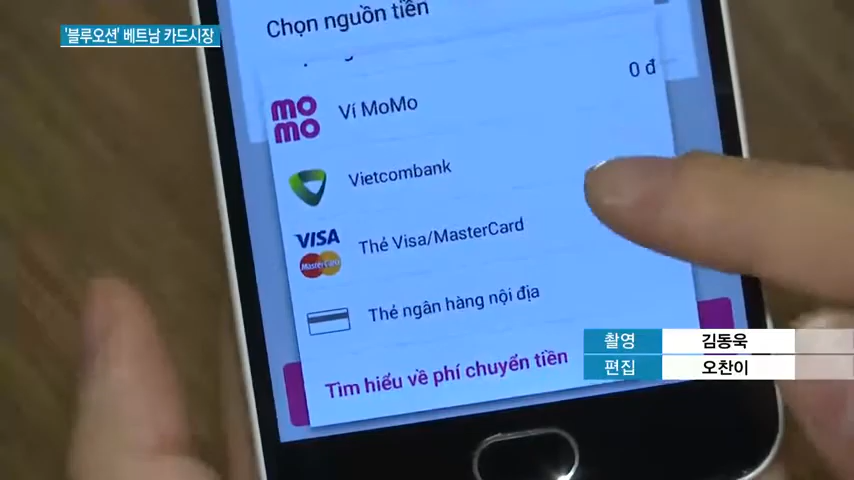 '블루오션' 베트남 카드시장
Chọn nguồn tiền
momo
Ví MoMo
0 đ
Vietcombank
VISA
MasterCard
Thẻ Visa/MasterCard
Thẻ ngân hàng nội địa
Tìm hiểu về phí chuyển tiền
촬영 김동욱
편집 오찬이